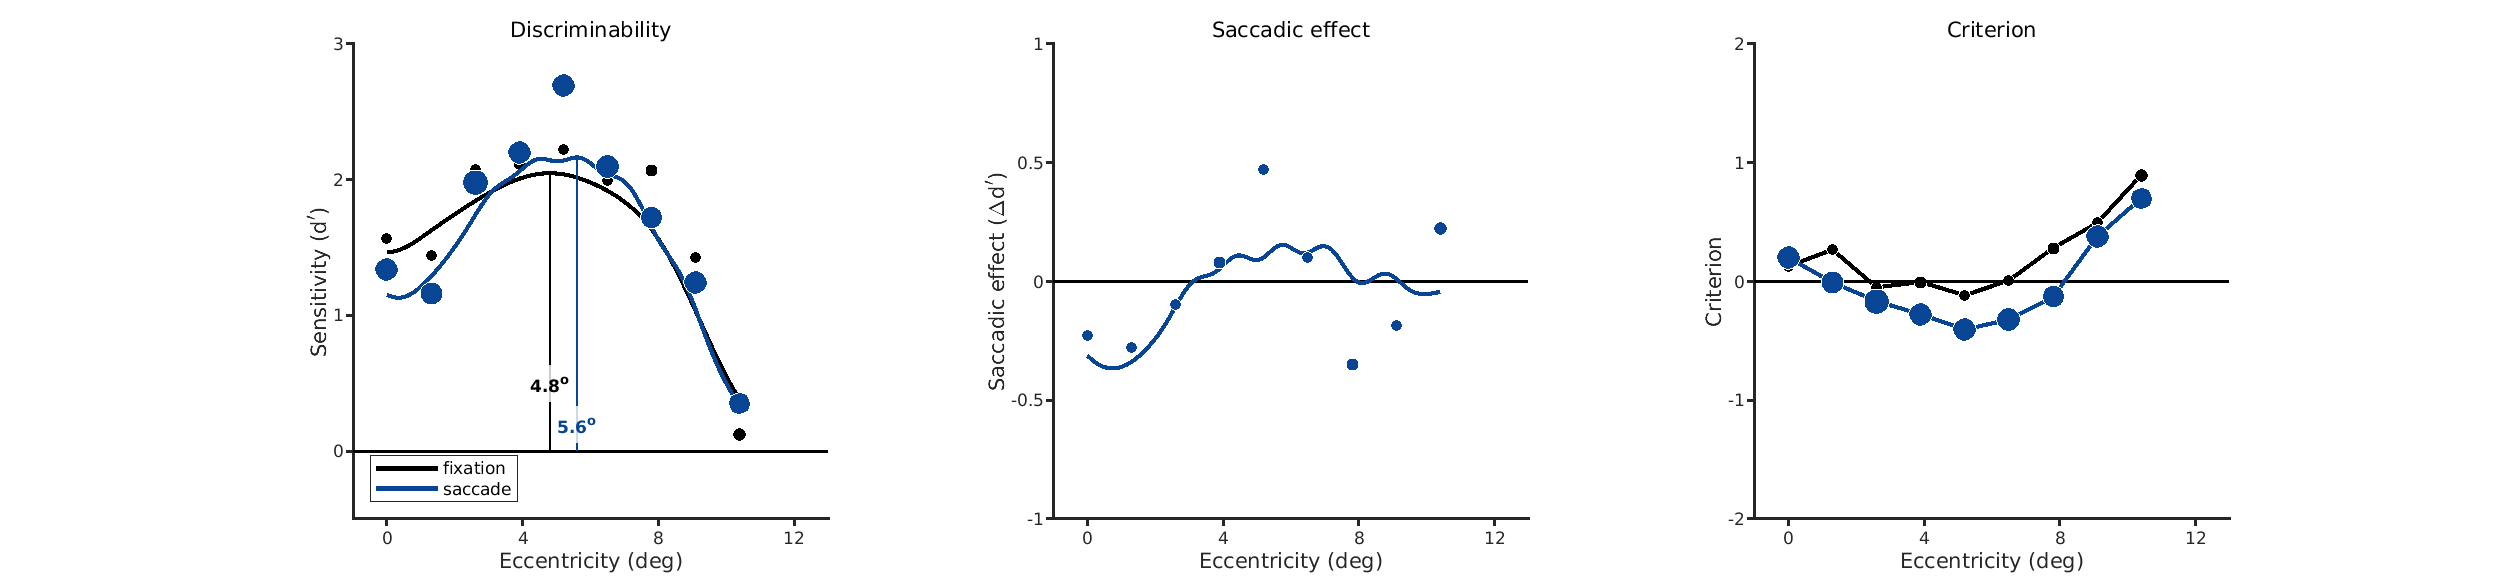 Discriminability
3
2
1
0
Sensitivity (d′)
4.8o
5.6o
fixation
saccade
0 4 8 12
Eccentricity (deg)
Saccadic effect
1
0.5
0
-0.5
-1
Saccadic effect (Δd′)
0 4 8 12
Eccentricity (deg)
Criterion
2
1
0
-1
-2
Criterion
0 4 8 12
Eccentricity (deg)